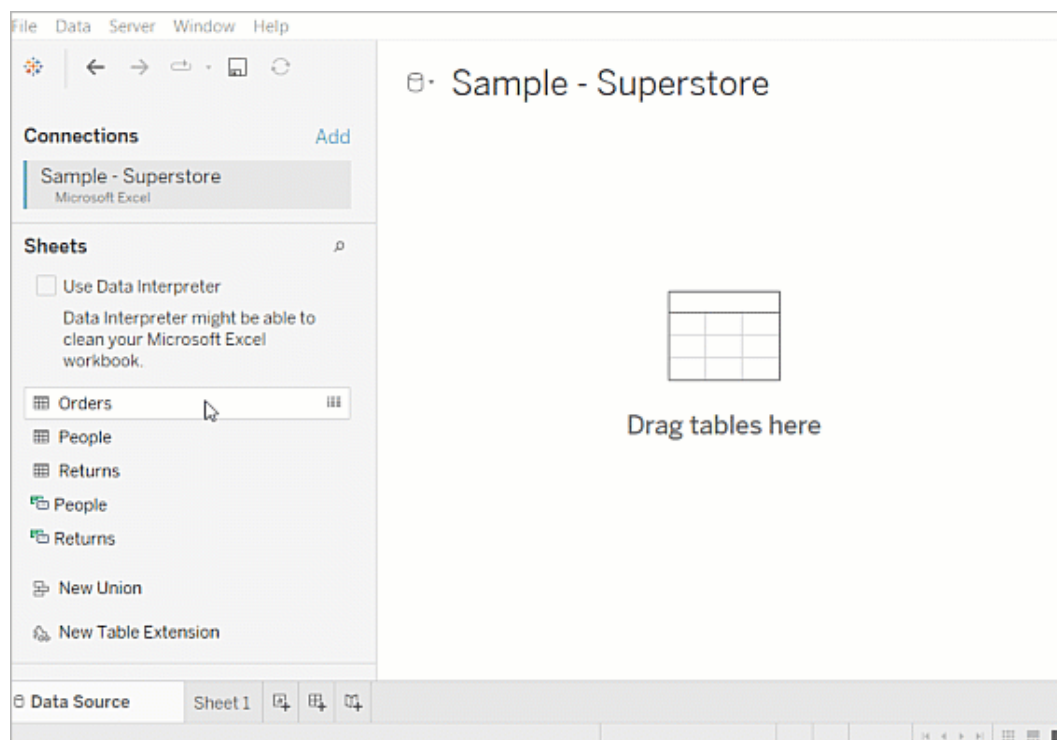 File Data Server Window Help
Sample - Superstore
Connections Add
Sample - Superstore
Microsoft Excel
Sheets
Use Data Interpreter
Data Interpreter might be able to
clean your Microsoft Excel
workbook.
Orders
People
Returns
People
Returns
New Union
New Table Extension
Drag tables here
Data Source Sheet 1